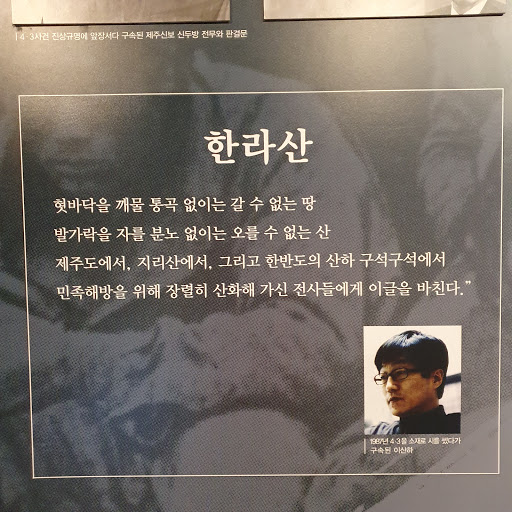 4·3사건 진상규명에 앞장서다 구속된 제주신보 신두방 전무와 판결문
한라산
혓바닥을 깨물 통곡 없이는 갈 수 없는 땅
발가락을 자를 분노 없이는 오를 수 없는 산
제주도에서, 지리산에서, 그리고 한반도의 산하 구석구석에서
민족해방을 위해 장렬히 산화해 가신 전사들에게 이글을 바친다.”
1987년 4·3을 소재로 시를 썼다가
구속된 이산하